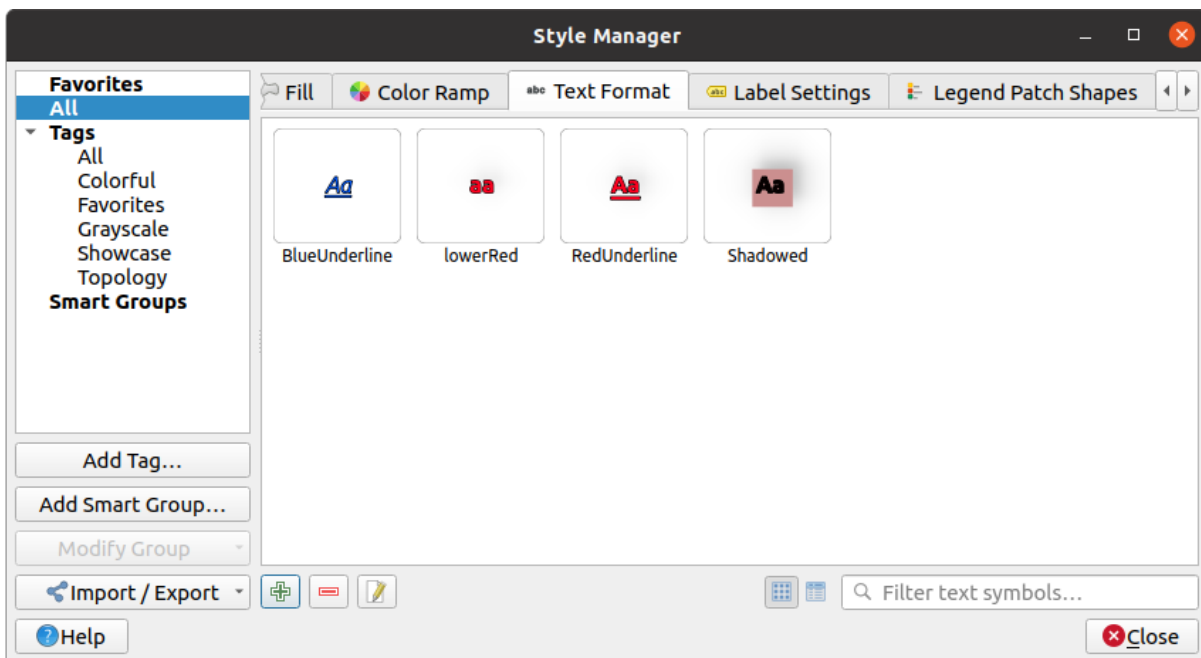 Style Manager
Favorites
All
Tags
All
Colorful
Favorites
Grayscale
Showcase
Topology
Smart Groups
Add Tag...
Add Smart Group...
Modify Group
Import / Export
Help
Fill
Color Ramp
abc Text Format
abc Label Settings
Legend Patch Shapes
Aa
aa
Aa
Aa
BlueUnderline
lowerRed
RedUnderline
Shadowed
Filter text symbols...
Close